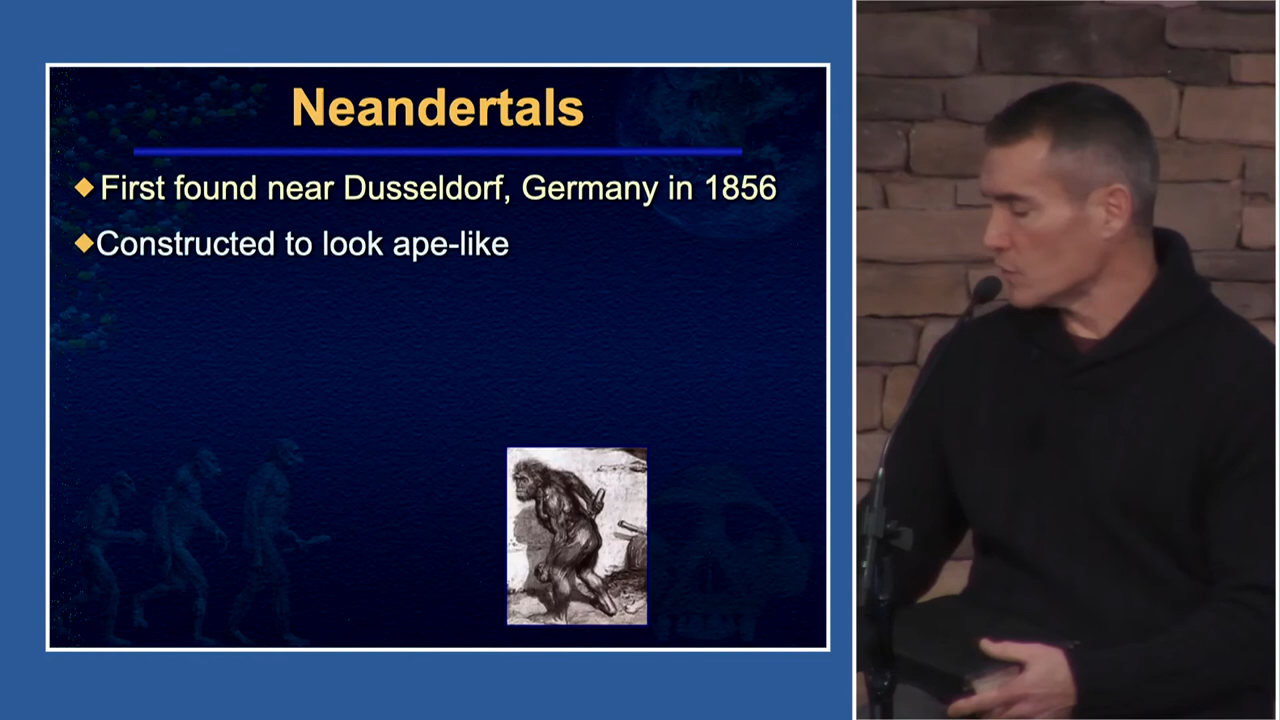 Neandertals
First found near Dusseldorf, Germany in 1856
Constructed to look ape-like